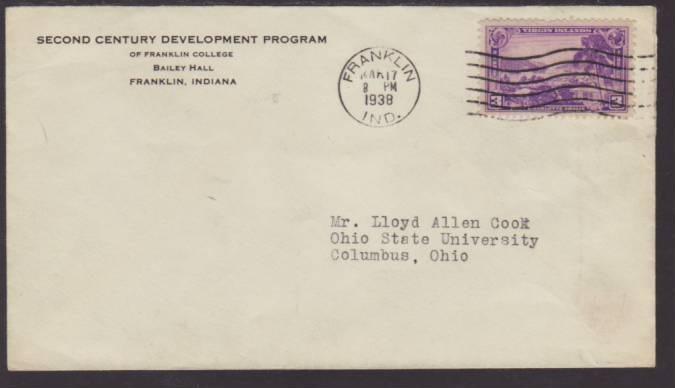 SECOND CENTURY DEVELOPMENT PROGRAM
OF FRANKLIN COLLEGE
BAILEY HALL
FRANKLIN, INDIANA
FRANKLIN
MAR 17
8 PM
1938
IND.
VIRGIN ISLANDS
3
Mr. Lloyd Allen Cook
Ohio State University
Columbus, Ohio